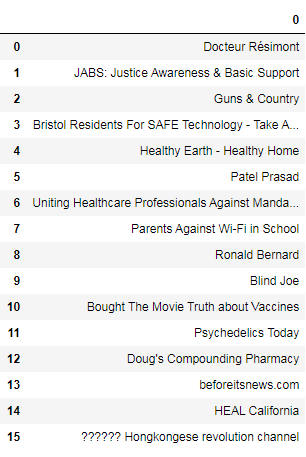 0
0 Docteur Résimont
1 JABS: Justice Awareness & Basic Support
2 Guns & Country
3 Bristol Residents For SAFE Technology - Take A...
4 Healthy Earth - Healthy Home
5 Patel Prasad
6 Uniting Healthcare Professionals Against Manda...
7 Parents Against Wi-Fi in School
8 Ronald Bernard
9 Blind Joe
10 Bought The Movie Truth about Vaccines
11 Psychedelics Today
12 Doug's Compounding Pharmacy
13 beforeitsnews.com
14 HEAL California
15 ?????? Hongkongese revolution channel